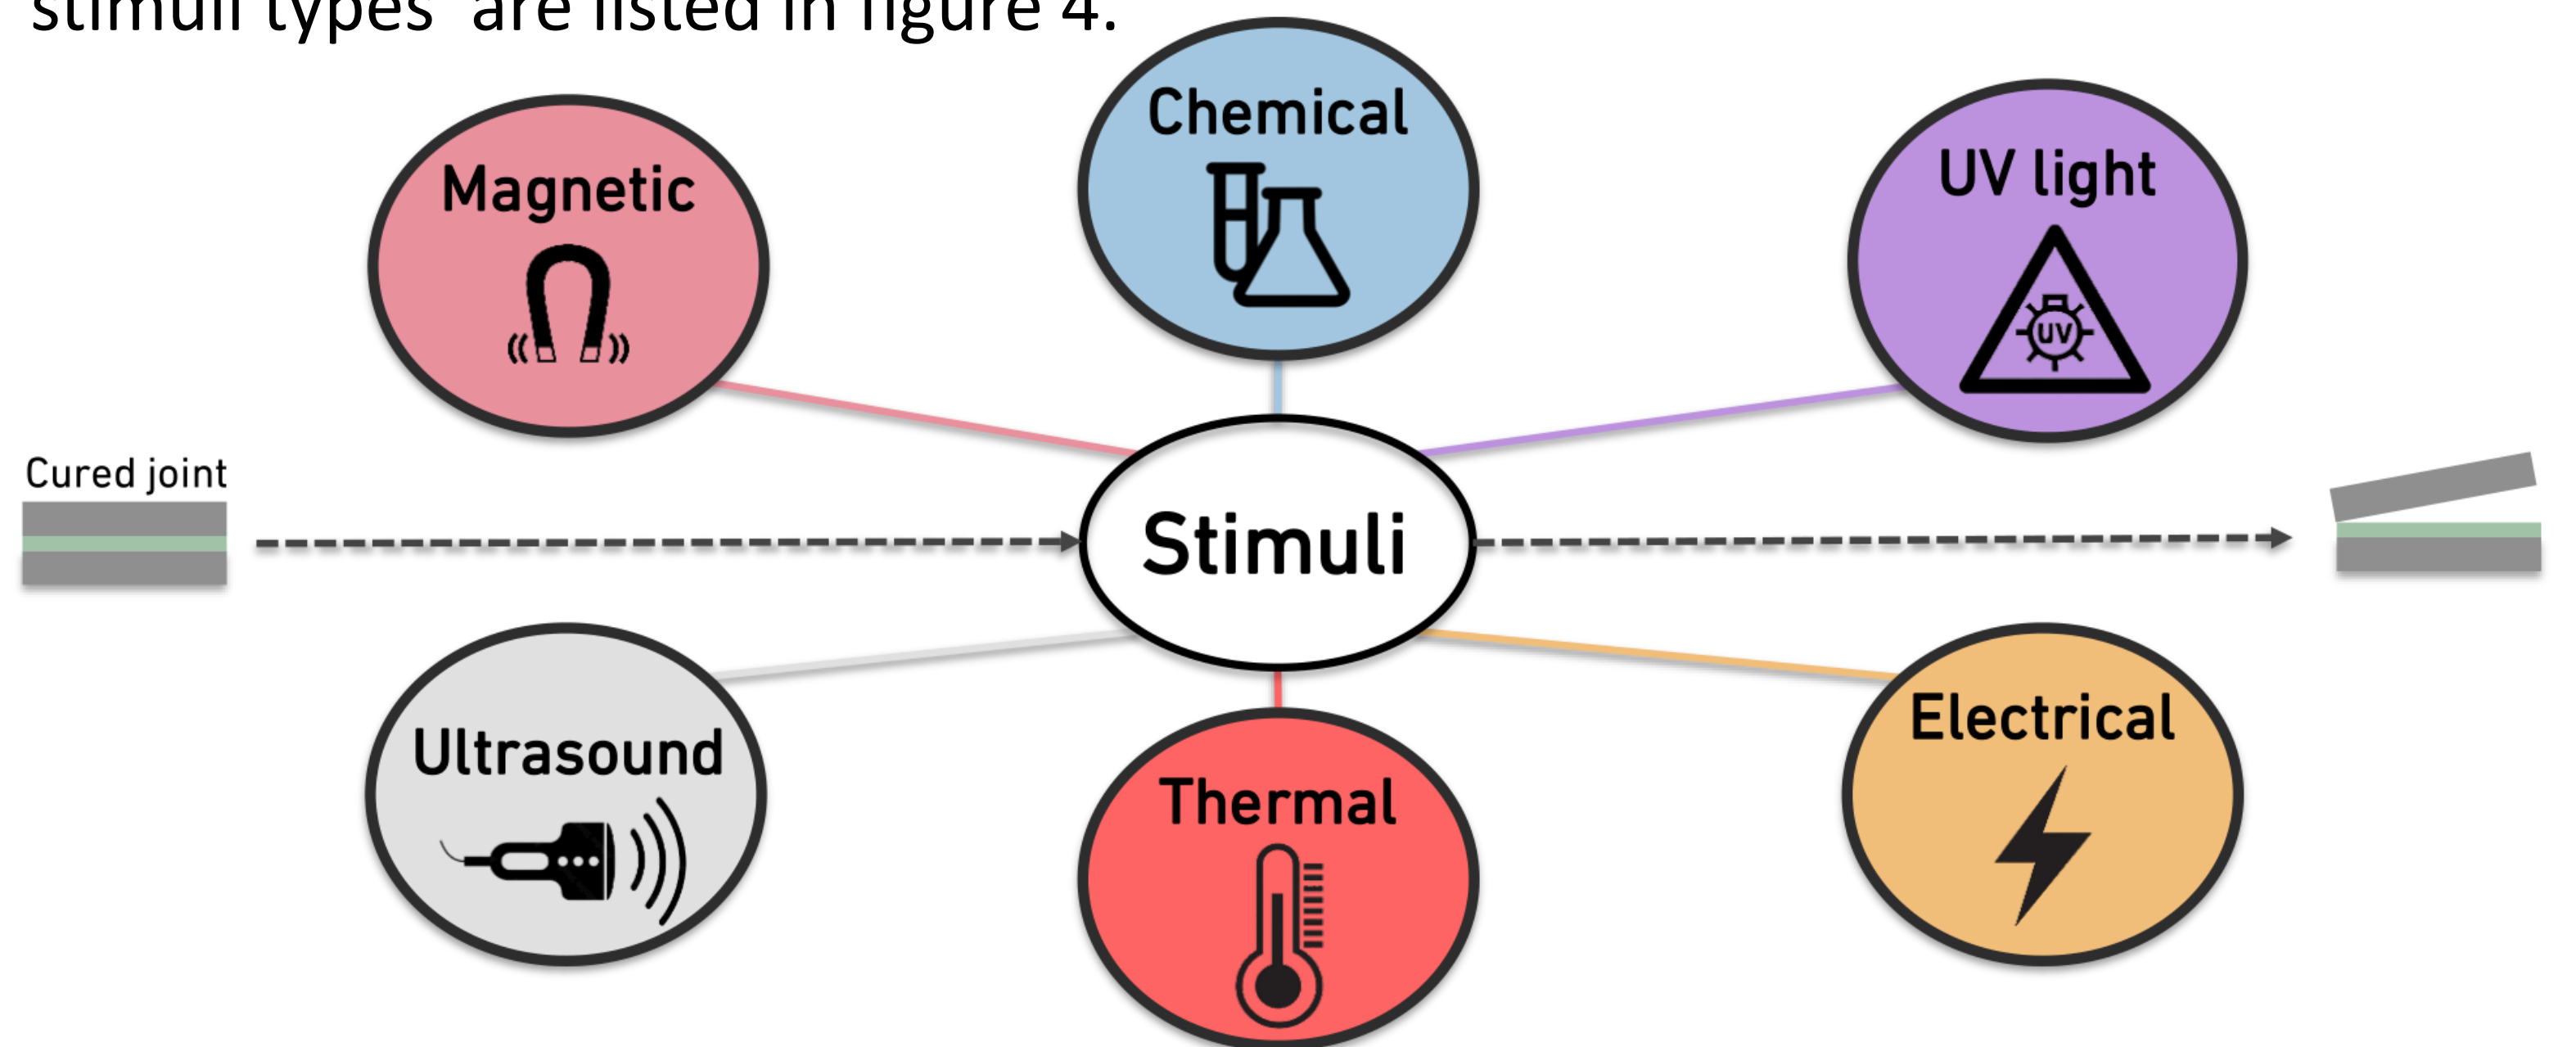 stimuli types are listed in figure 4.
Chemical
UV light
Magnetic
UV
Cured joint
Stimuli
Electrical
Ultrasound
Thermal